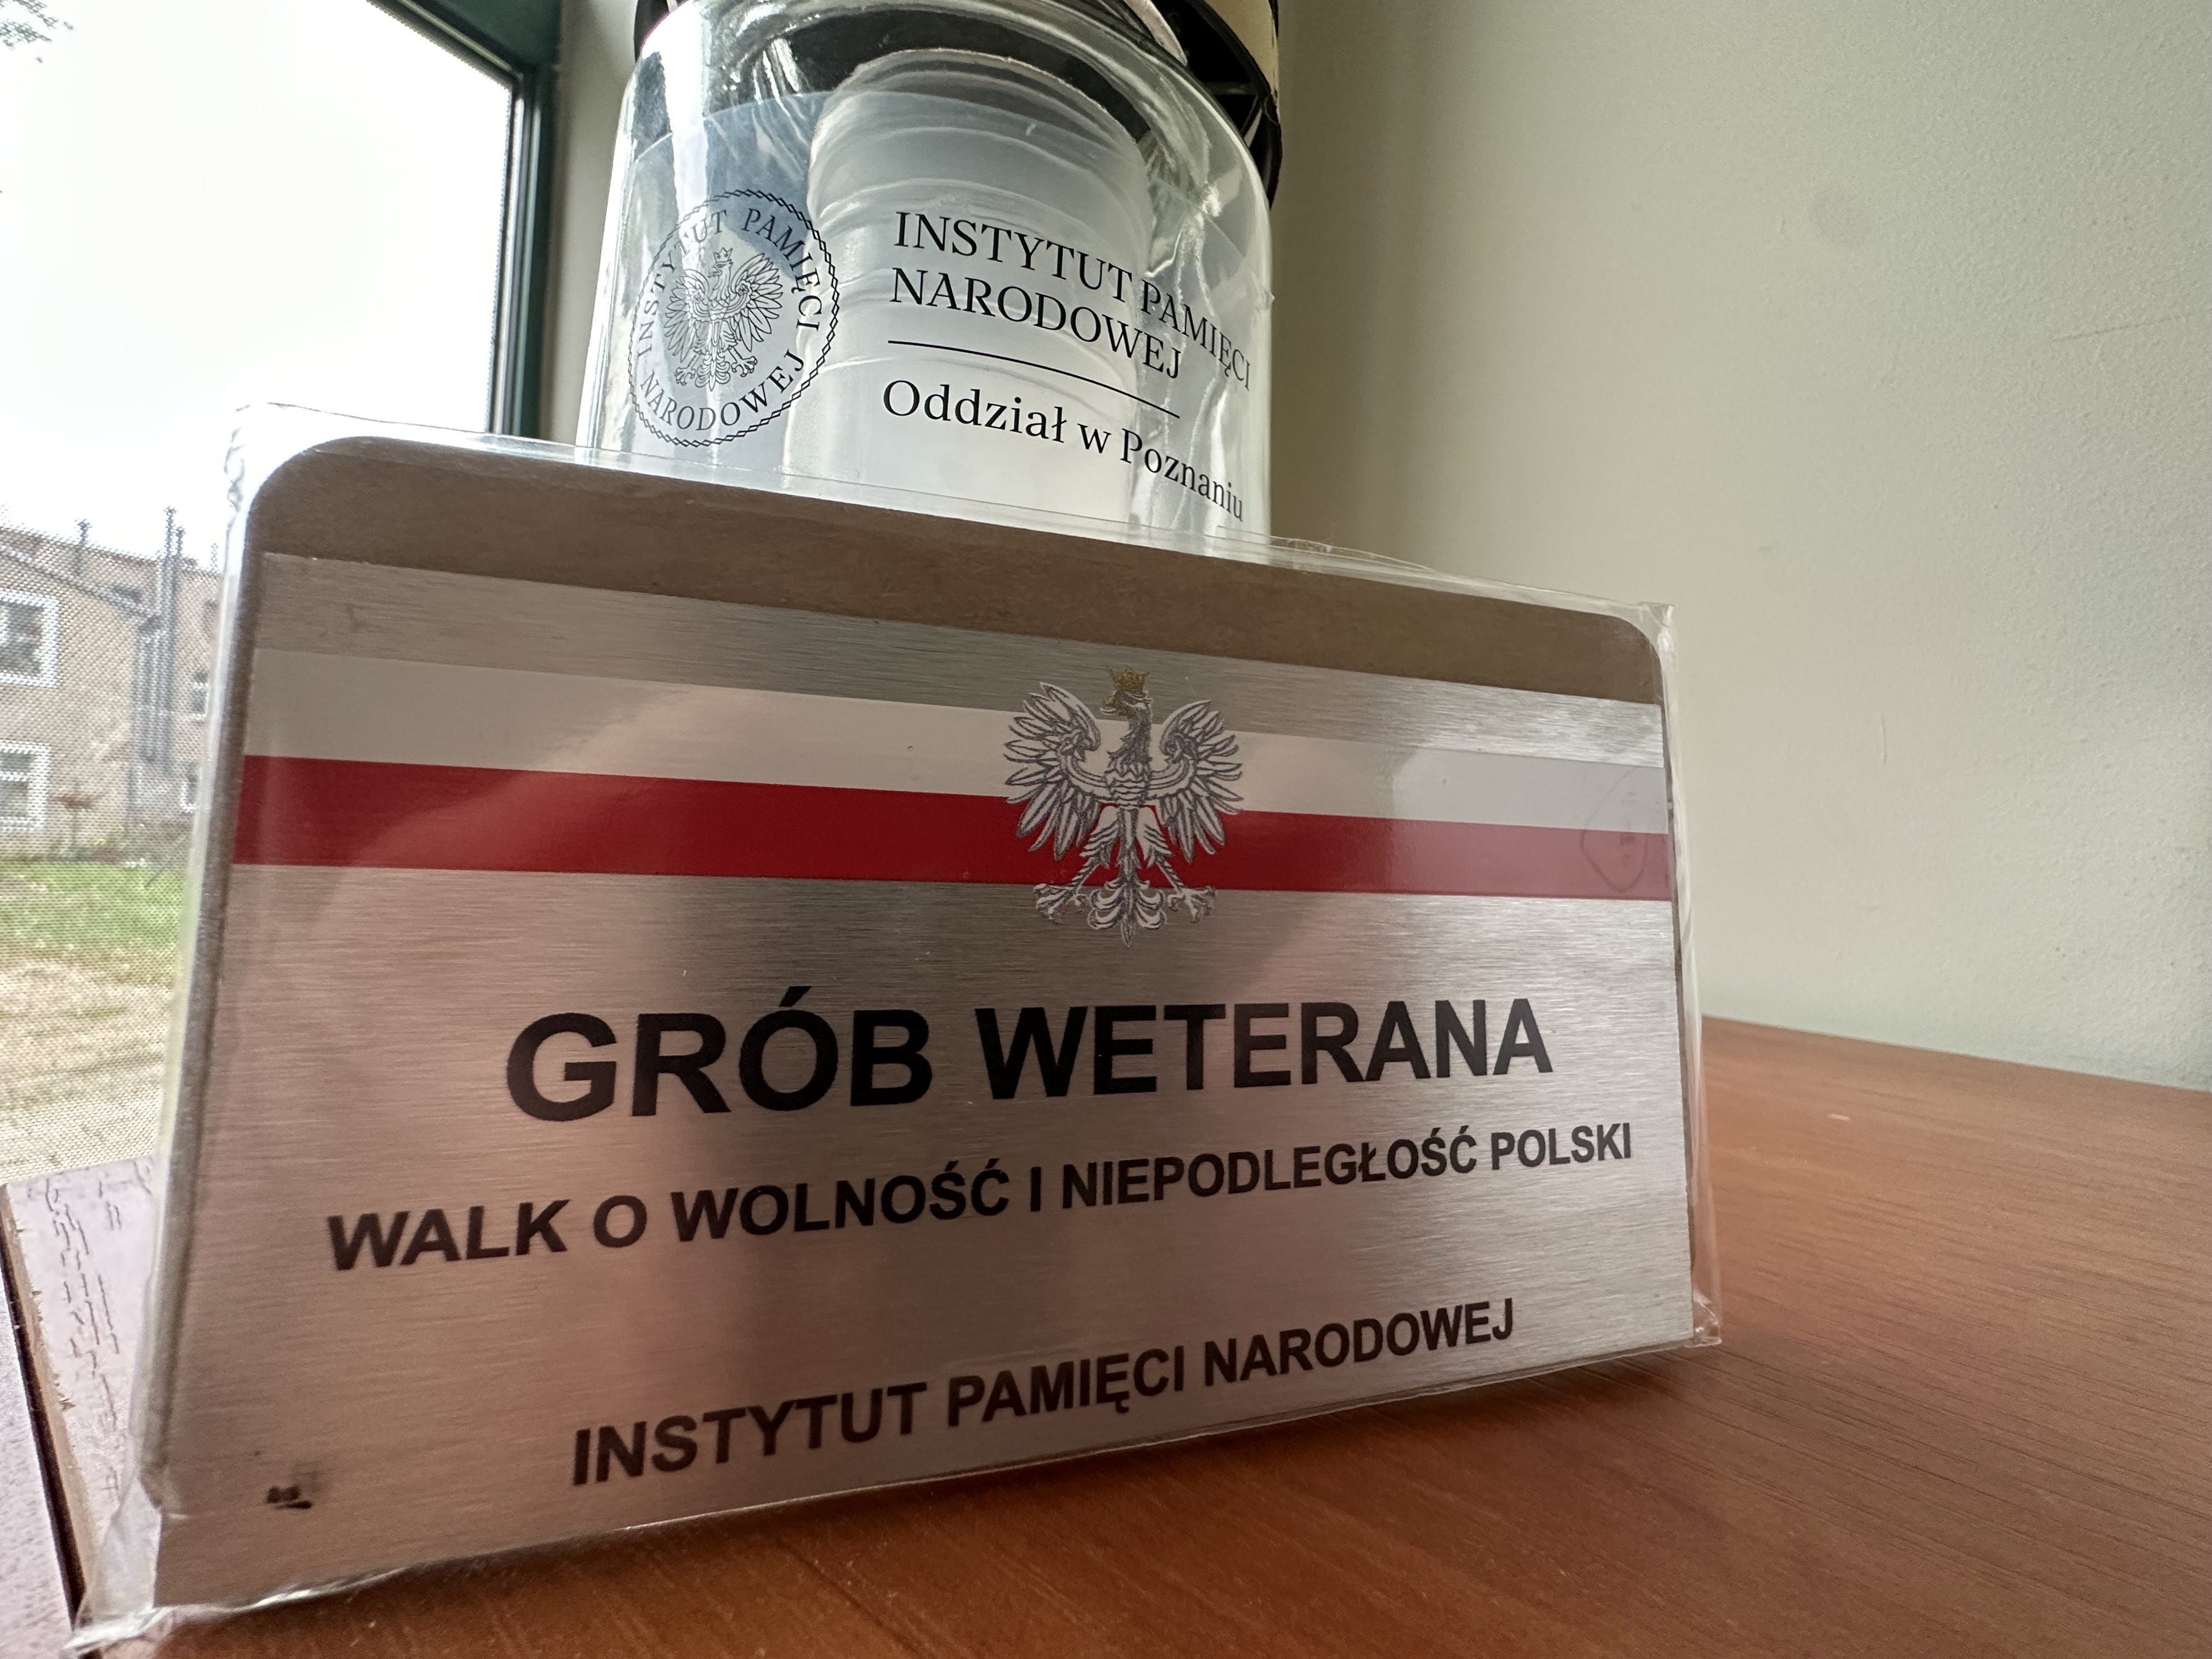 INSTYTUT PAMIĘCI NARODOWEJ
INSTYTUT PAMIĘCI
NARODOWEJ
Oddział w Poznaniu
GRÓB WETERANA
WALK O WOLNOŚĆ I NIEPODLEGŁOŚĆ POLSKI
INSTYTUT PAMIĘCI NARODOWEJ